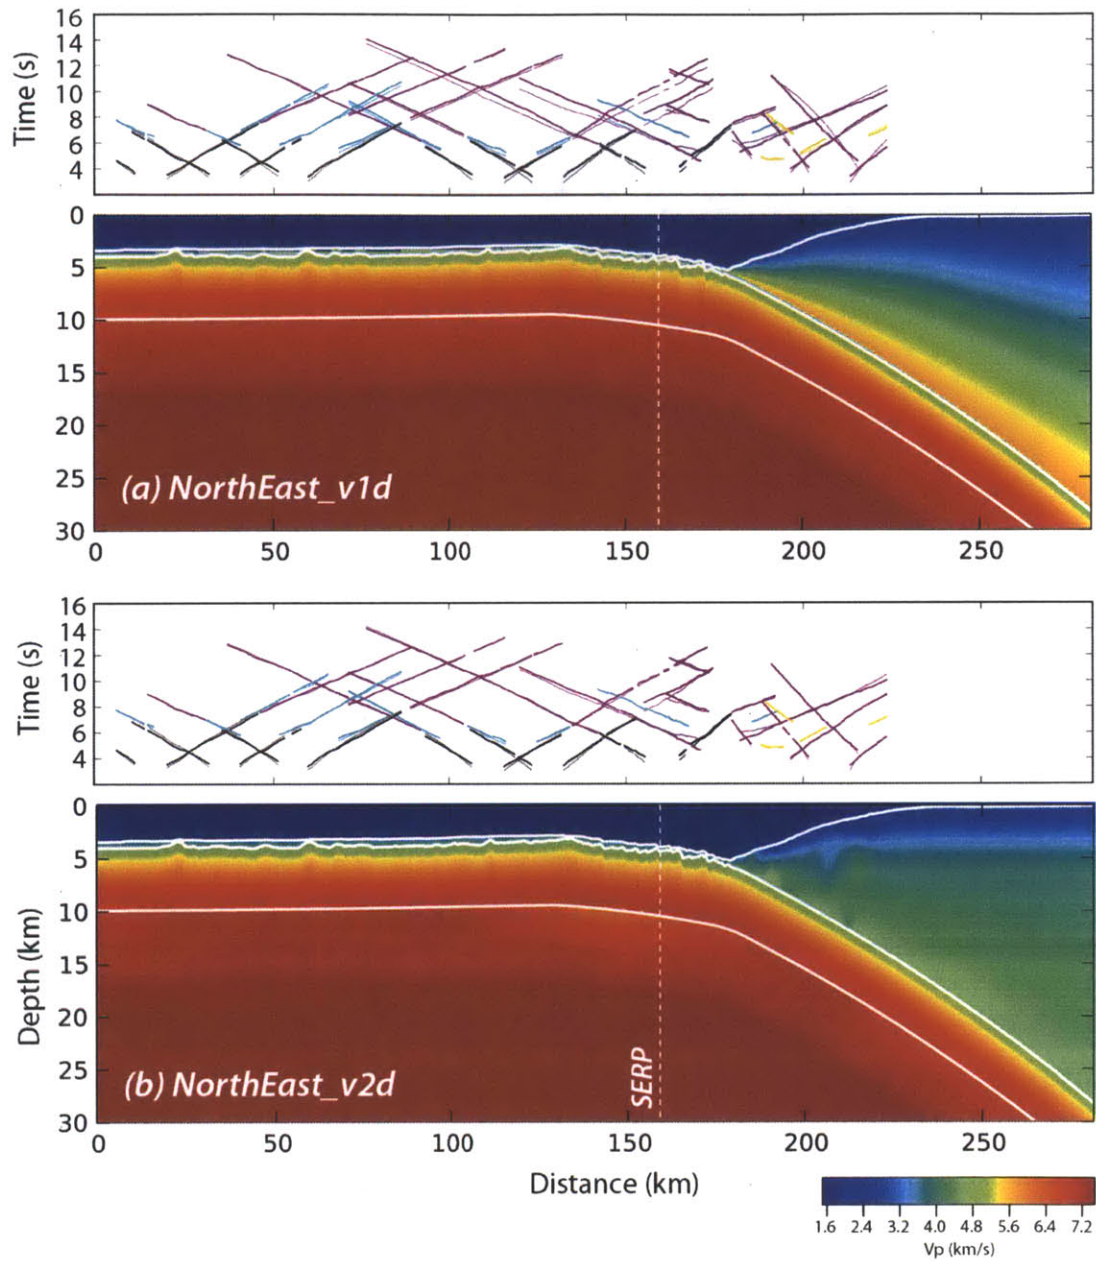 16
14
12
10
8
6
4
Time (s)
0
5
10
15
20
25
30
(a) NorthEast_v1d
0 50 100 150 200 250
16
14
12
10
8
6
4
Time (s)
0
5
10
15
20
25
30
Depth (km)
SERP
(b) NorthEast_v2d
0 50 100 150 200 250
Distance (km)
1.6 2.4 3.2 4.0 4.8 5.6 6.4 7.2
Vp (km/s)